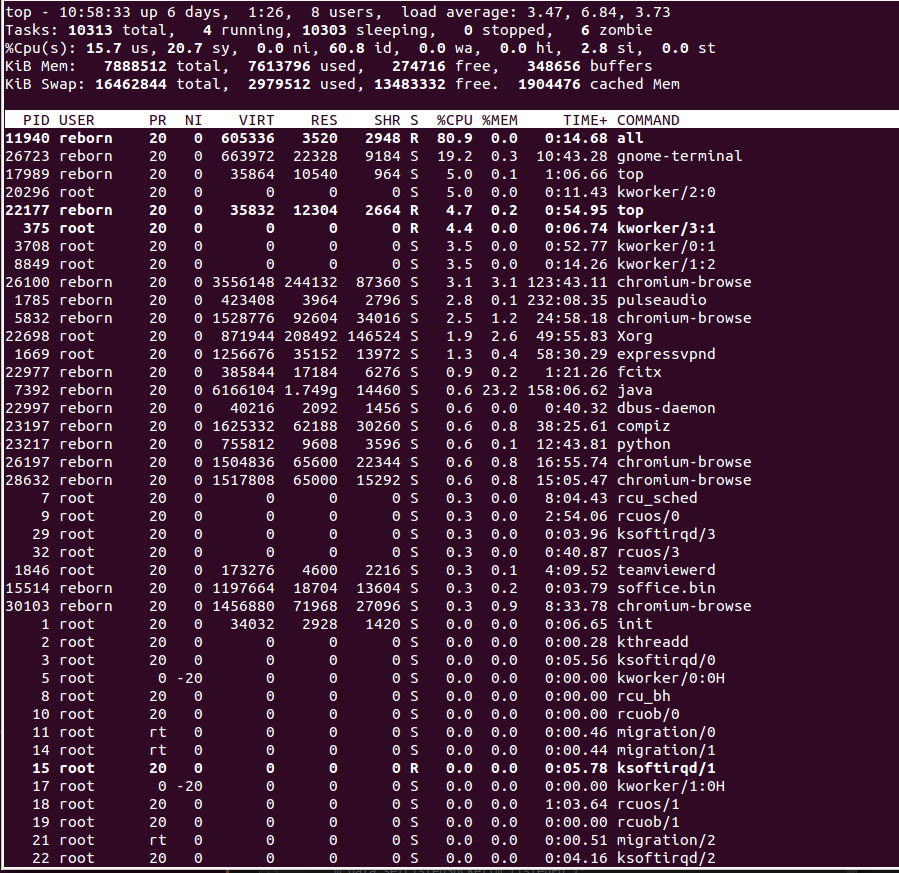 top - 10:58:33 up 6 days,  1:26,  8 users,  load average: 3.47, 6.84, 3.73
Tasks: 10313 total,   4 running, 10303 sleeping,   0 stopped,   6 zombie
%Cpu(s): 15.7 us, 20.7 sy,  0.0 ni, 60.8 id,  0.0 wa,  0.0 hi,  2.8 si,  0.0 st
KiB Mem:   7888512 total,  7613796 used,   274716 free,   348656 buffers
KiB Swap: 16462844 total,  2979512 used, 13483332 free.  1904476 cached Mem
PID USER      PR  NI    VIRT    RES    SHR S  %CPU %MEM     TIME+ COMMAND
11940 reborn    20   0  605336   3520   2948 R  80.9  0.0   0:14.68 all
26723 reborn    20   0  663972  22328   9184 S  19.2  0.3  10:43.28 gnome-terminal
17989 reborn    20   0   35864  10540    964 S   5.0  0.1   1:06.66 top
20296 root      20   0       0      0      0 S   5.0  0.0   0:11.43 kworker/2:0
22177 reborn    20   0   35832  12304   2664 R   4.7  0.2   0:54.95 top
375 root      20   0       0      0      0 R   4.4  0.0   0:06.74 kworker/3:1
3708 root      20   0       0      0      0 S   3.5  0.0   0:52.77 kworker/0:1
8849 root      20   0       0      0      0 S   3.5  0.0   0:14.26 kworker/1:2
26100 reborn    20   0 3556148 244132  87360 S   3.1  3.1 123:43.11 chromium-browse
1785 reborn    20   0  423408   3964   2796 S   2.8  0.1 232:08.35 pulseaudio
5832 reborn    20   0 1528776  92604  34016 S   2.5  1.2  24:58.18 chromium-browse
22698 root      20   0  871944 208492 146524 S   1.9  2.6  49:55.83 Xorg
1669 reborn    20   0 1256676  35152  13972 S   1.3  0.4  58:30.29 expressvpnd
22977 reborn    20   0  385844  17184   6276 S   0.9  0.2   1:21.26 fcitx
7392 reborn    20   0 6166104 1.749g  14460 S   0.6 23.2 158:06.62 java
22997 reborn    20   0   40216   2092   1456 S   0.6  0.0   0:40.32 dbus-daemon
23197 reborn    20   0 1625332  62188  30260 S   0.6  0.8  38:25.61 compiz
23217 reborn    20   0  755812   9608   3596 S   0.6  0.1  12:43.81 python
26197 reborn    20   0 1504836  65600  22344 S   0.6  0.8  16:55.74 chromium-browse
28632 reborn    20   0 1517808  65000  15292 S   0.6  0.8  15:05.47 chromium-browse
7 root      20   0       0      0      0 S   0.3  0.0   8:04.43 rcu_sched
9 root      20   0       0      0      0 S   0.3  0.0   2:54.06 rcuos/0
29 root      20   0       0      0      0 S   0.3  0.0   0:03.96 ksoftirqd/3
32 root      20   0       0      0      0 S   0.3  0.0   0:40.87 rcuos/3
1846 root      20   0  173276   4600   2216 S   0.3  0.1   4:09.52 teamviewerd
15514 reborn    20   0 1197664  18704  13604 S   0.3  0.2   0:03.79 soffice.bin
30103 reborn    20   0 1456880  71968  27096 S   0.3  0.9   8:33.78 chromium-browse
1 root      20   0   34032   2928   1420 S   0.0  0.0   0:06.65 init
2 root      20   0       0      0      0 S   0.0  0.0   0:00.28 kthreadd
3 root      20   0       0      0      0 S   0.0  0.0   0:05.56 ksoftirqd/0
5 root       0 -20       0      0      0 S   0.0  0.0   0:00.00 kworker/0:0H
8 root      20   0       0      0      0 S   0.0  0.0   0:00.00 rcu_bh
10 root      20   0       0      0      0 S   0.0  0.0   0:00.00 rcuob/0
11 root      rt   0       0      0      0 S   0.0  0.0   0:00.46 migration/0
14 root      rt   0       0      0      0 S   0.0  0.0   0:00.44 migration/1
15 root      20   0       0      0      0 R   0.0  0.0   0:05.78 ksoftirqd/1
17 root       0 -20       0      0      0 S   0.0  0.0   0:00.00 kworker/1:0H
18 root      20   0       0      0      0 S   0.0  0.0   1:03.64 rcuos/1
19 root      20   0       0      0      0 S   0.0  0.0   0:00.00 rcuob/1
21 root      rt   0       0      0      0 S   0.0  0.0   0:00.51 migration/2
22 root      20   0       0      0      0 S   0.0  0.0   0:04.16 ksoftirqd/2